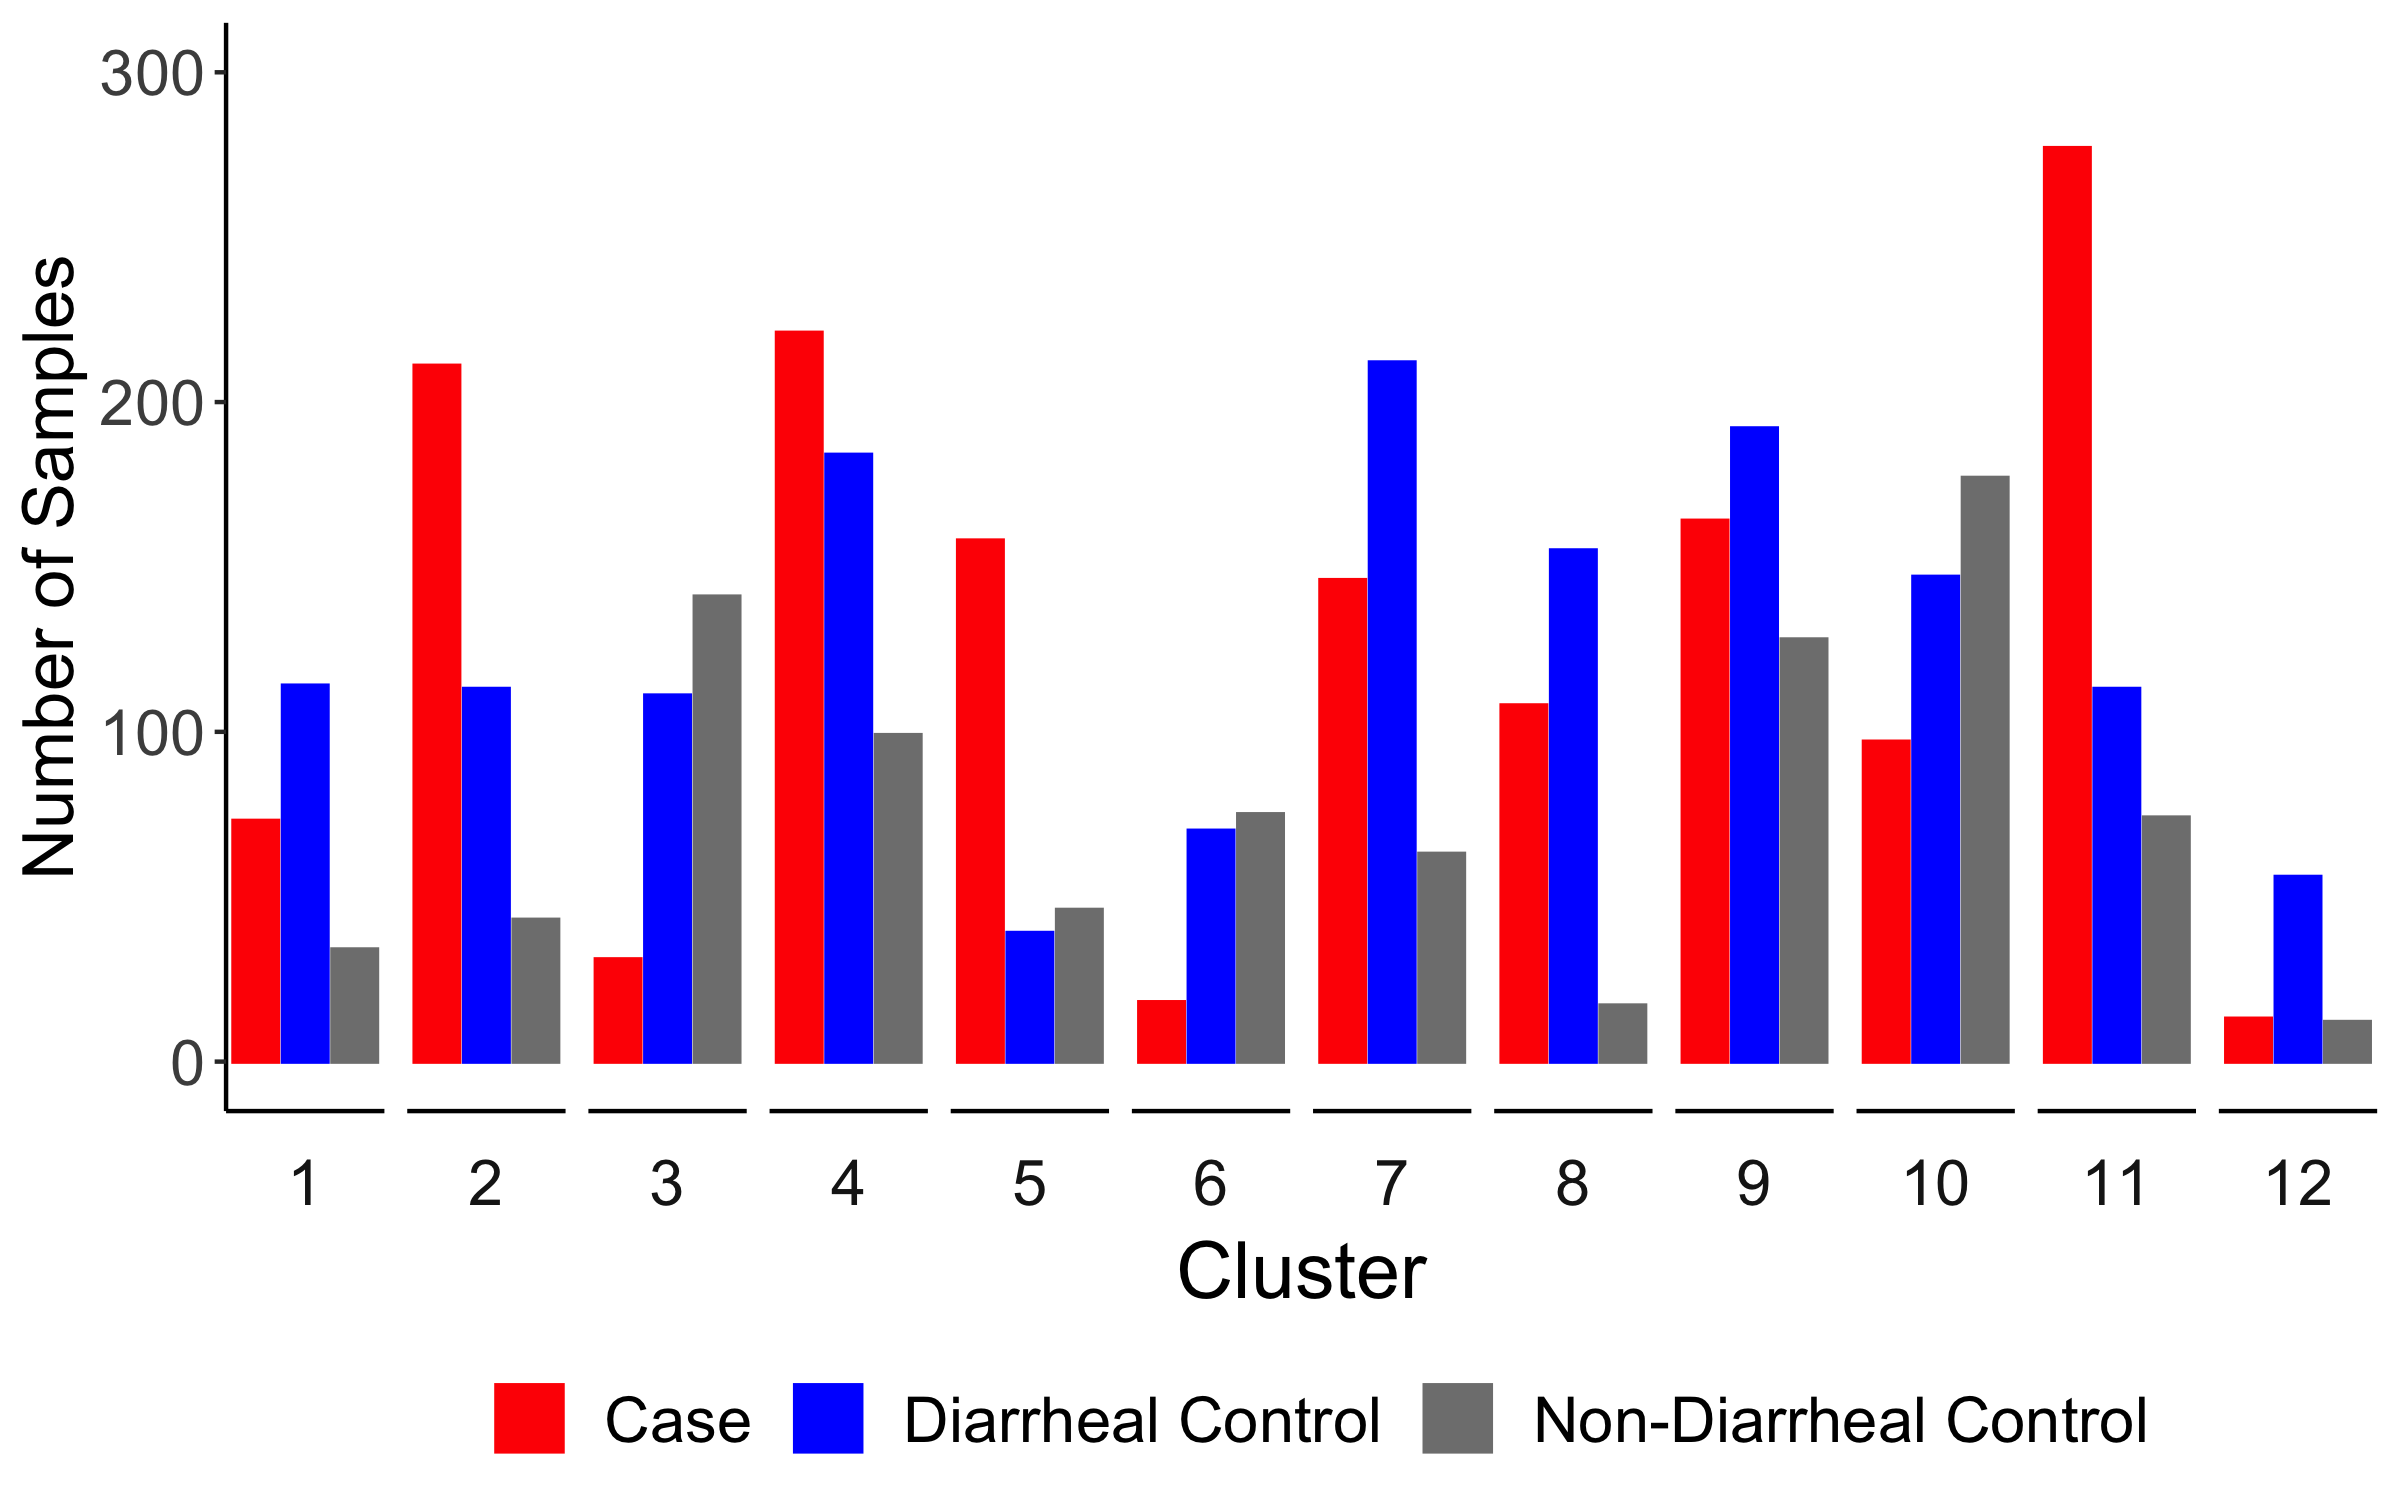 300
200
100
0
Number of Samples
1 2 3 4 5 6 7 8 9 10 11 12
Cluster
Case Diarrheal Control Non-Diarrheal Control